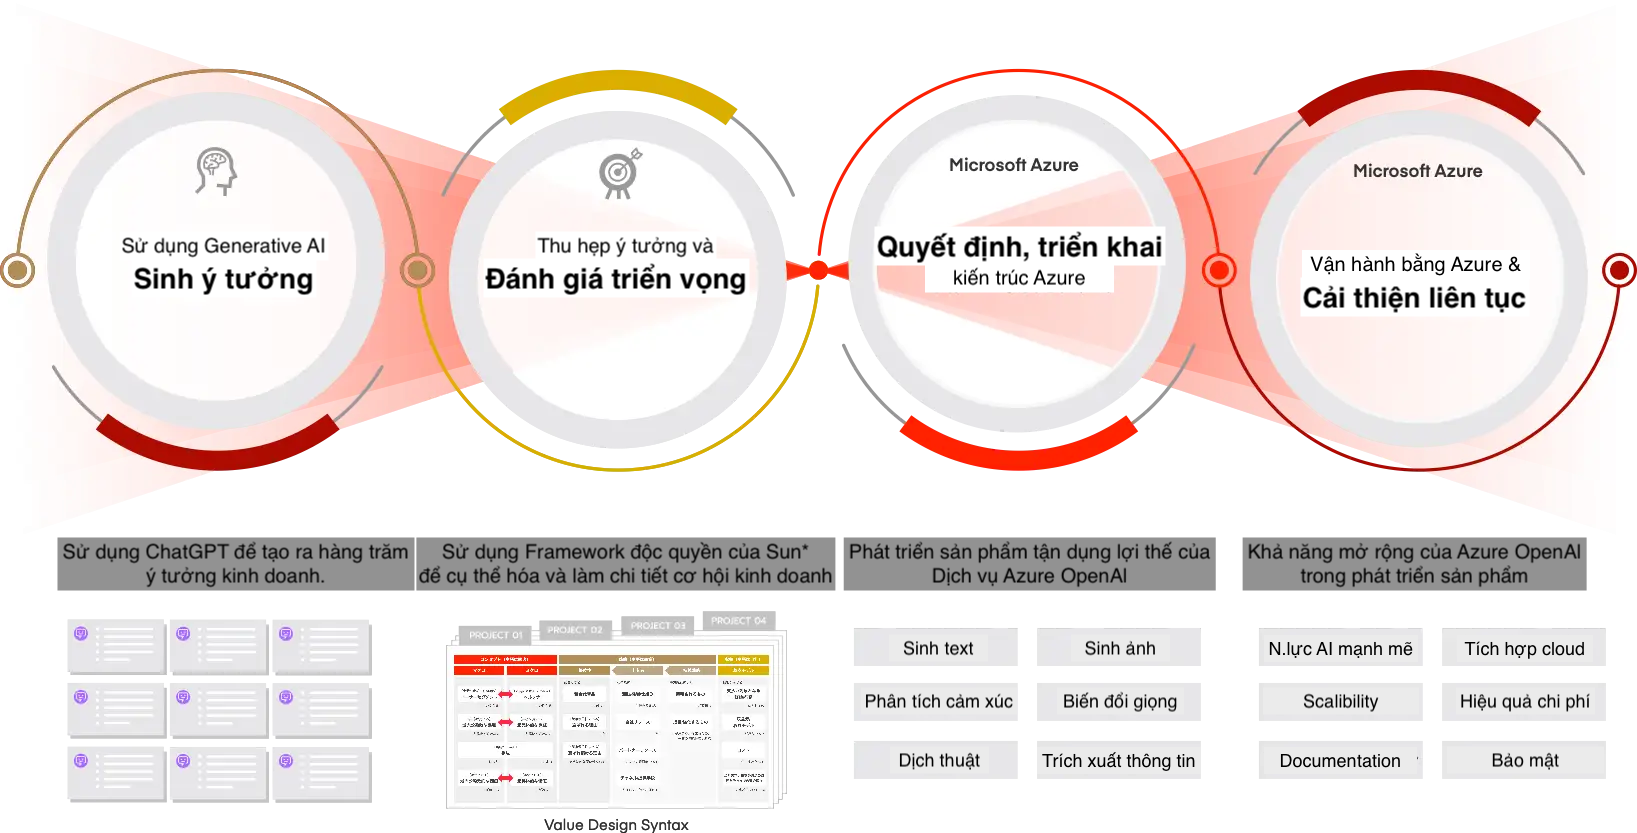 Sử dụng Generative AI
Sinh ý tưởng
Thu hẹp ý tưởng và
Đánh giá triển vọng
Microsoft Azure
Quyết định, triển khai
kiến trúc Azure
Microsoft Azure
Vận hành bằng Azure &
Cải thiện liên tục
Sử dụng ChatGPT để tạo ra hàng trăm
ý tưởng kinh doanh.
Sử dụng Framework độc quyền của Sun*
để cụ thể hóa và làm chi tiết cơ hội kinh doanh
PROJECT 01
PROJECT 02
PROJECT 03
PROJECT 04
Value Design Syntax
Phát triển sản phẩm tận dụng lợi thế của
Dịch vụ Azure OpenAI
Sinh text
Sinh ảnh
Phân tích cảm xúc
Biến đổi giọng
Dịch thuật
Trích xuất thông tin
Khả năng mở rộng của Azure OpenAI
trong phát triển sản phẩm
N.lực AI mạnh mẽ
Tích hợp cloud
Scalibility
Hiệu quả chi phí
Documentation
Bảo mật